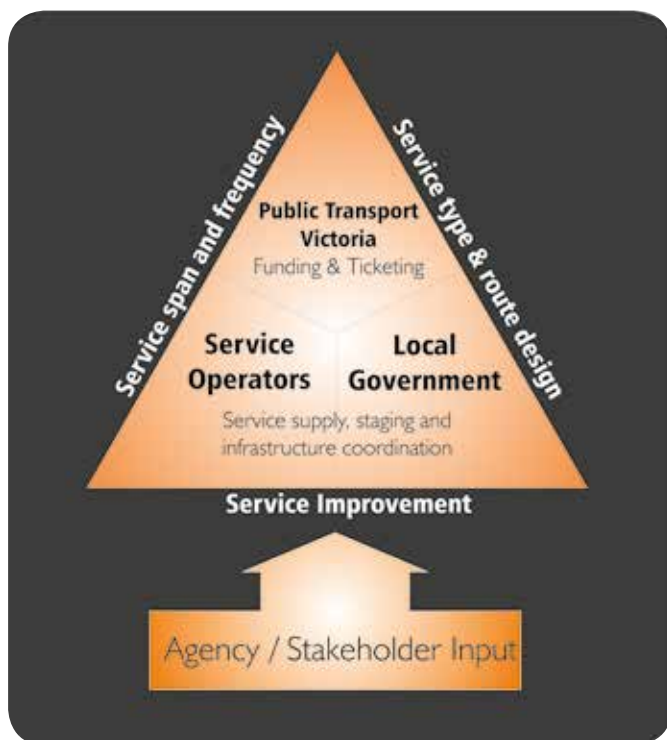 Service span and frequency
Service type & route design
Public Transport
Victoria
Funding & Ticketing
Service
Operators
Local
Government
Service supply, staging and
infrastructure coordination
Service Improvement
Agency / Stakeholder Input